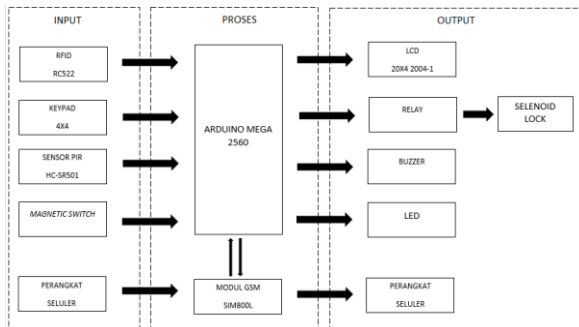 INPUT
PROSES
OUTPUT
RFID
RC522
KEYPAD
4X4
SENSOR PIR
HC-SR501
MAGNETIC SWITCH
PERANGKAT
SELULER
ARDUINO MEGA
2560
MODUL GSM
SIM800L
LCD
20X4 2004-1
RELAY
SELENOID
LOCK
BUZZER
LED
PERANGKAT
SELULER